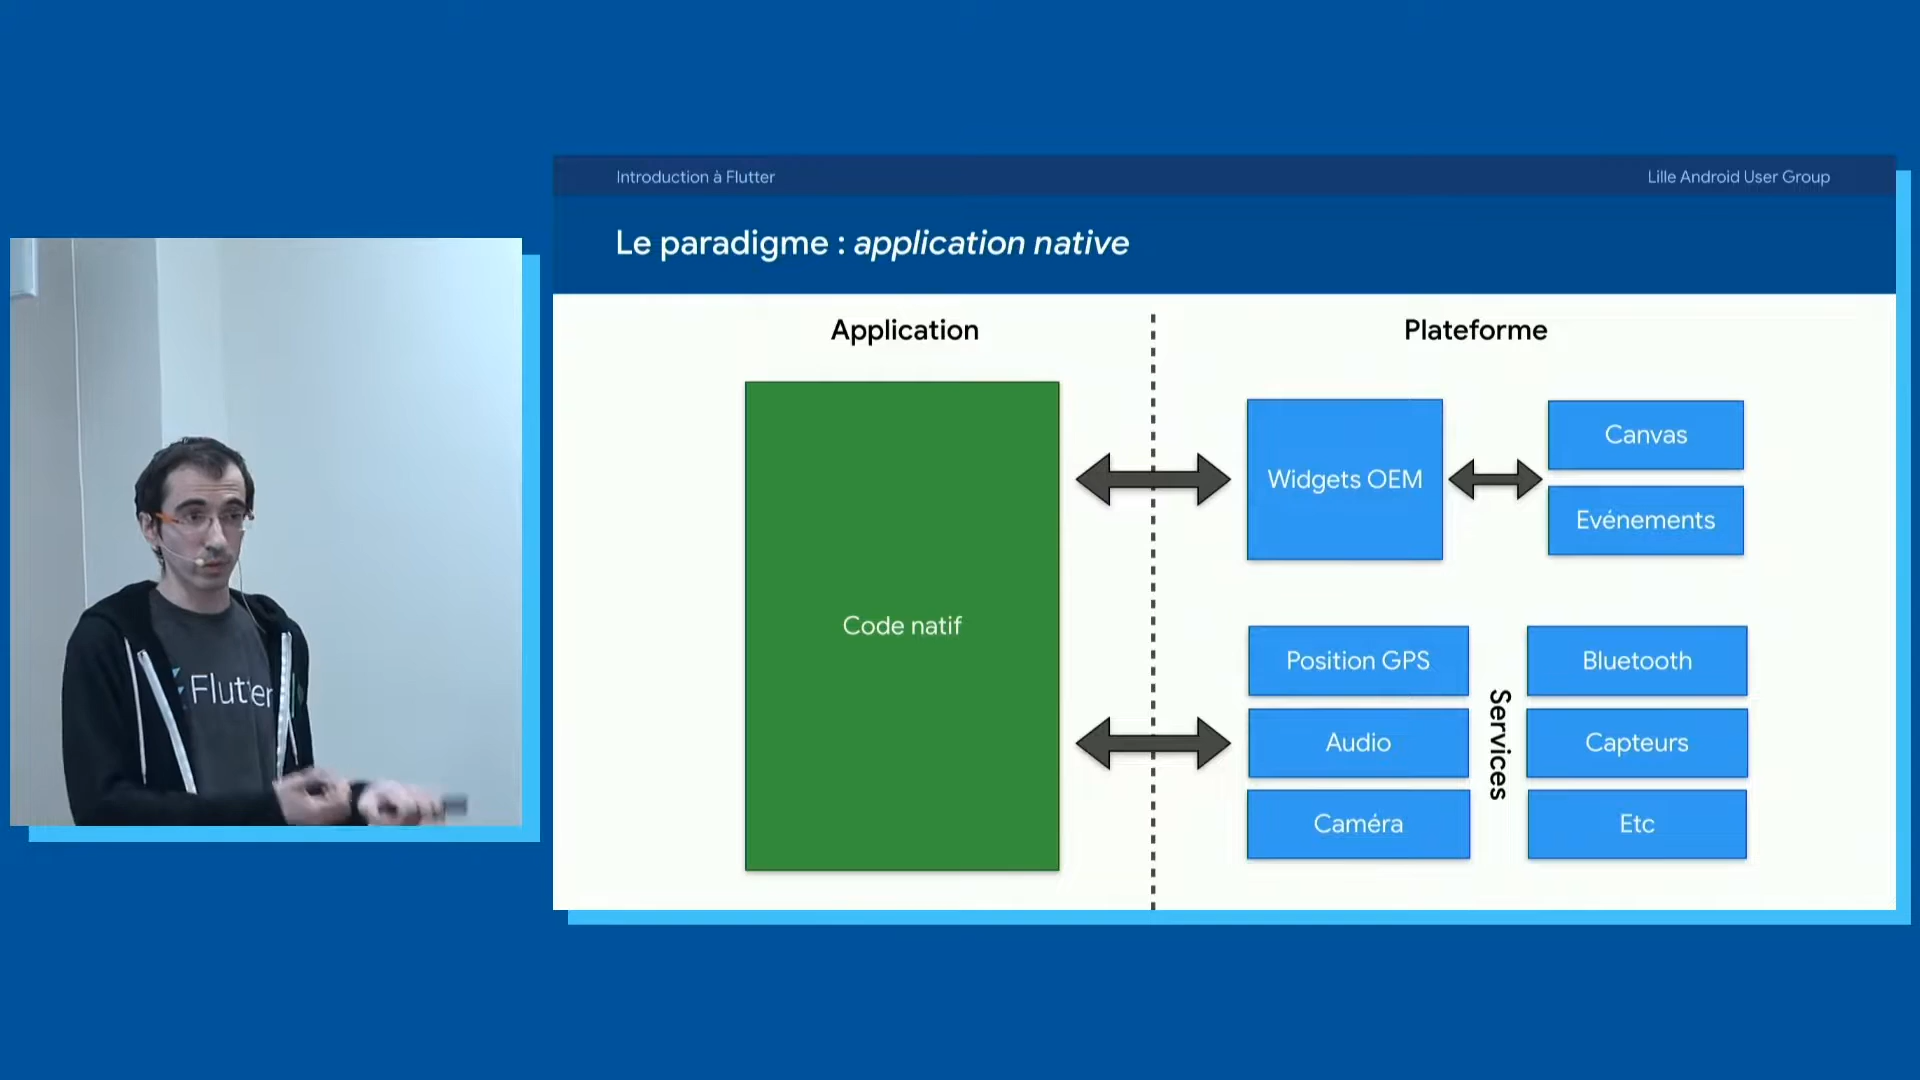 Introduction à Flutter
Lille Android User Group
Le paradigme : application native
Application
Plateforme
Code natif
Widgets OEM
Canvas
Evénements
Position GPS
Audio
Caméra
Services
Bluetooth
Capteurs
Etc
Flutter